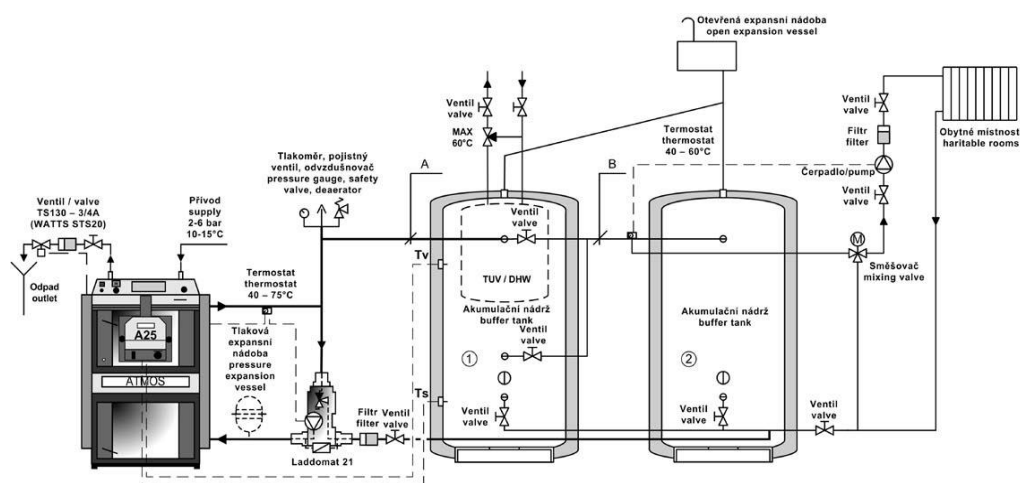 Otevřená expansní nádoba
open expansion vessel
Ventil
valve
MAX
60°C
Termostat
thermostat
40 – 60°C
Ventil
valve
Filtr
filter
Čerpadlo/pump
Ventil
valve
Obytné místnost
haritable rooms
Tlakoměr, pojistný
ventil, odvzdušnovač
pressure gauge, safety
valve, deaerator
A
B
Ventil / valve
TS130 – 3/4A
(WATTS STS20)
Přívod
supply
2-6 bar
10-15°C
Ventil
valve
M
Směšovač
mixing valve
Tv
TUV / DHW
Odpad
outlet
Termostat
thermostat
40 – 75°C
Akumulační nádrž
buffer tank
Akumulační nádrž
buffer tank
Ventil
valve
A25
Tlaková
expansní
nádoba
pressure
expansion
vessel
1
2
ATMOS
Ts
Filtr
filter
Ventil
valve
Ventil
valve
Ventil
valve
Ventil
valve
Laddomat 21